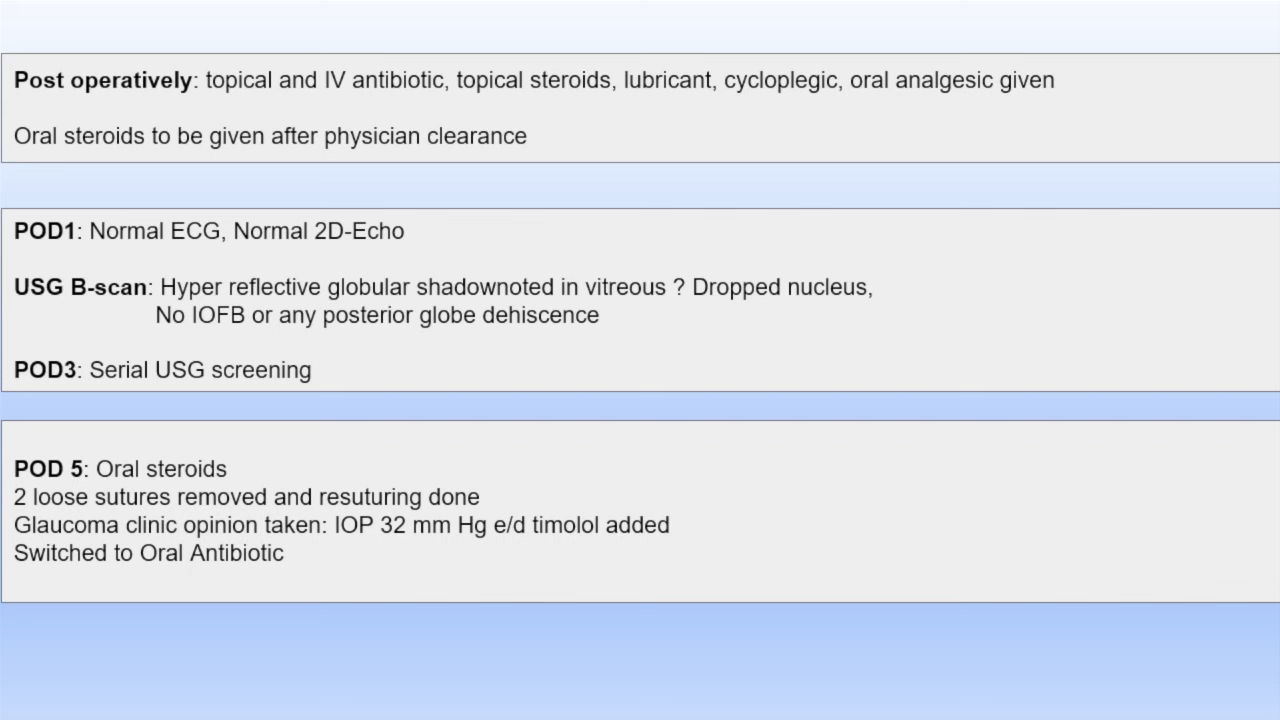 Post operatively: topical and IV antibiotic, topical steroids, lubricant, cycloplegic, oral analgesic given
Oral steroids to be given after physician clearance
POD1: Normal ECG, Normal 2D-Echo
USG B-scan: Hyper reflective globular shadownoted in vitreous ? Dropped nucleus,
No IOFB or any posterior globe dehiscence
POD3: Serial USG screening
POD 5: Oral steroids
2 loose sutures removed and resuturing done
Glaucoma clinic opinion taken: IOP 32 mm Hg e/d timolol added
Switched to Oral Antibiotic